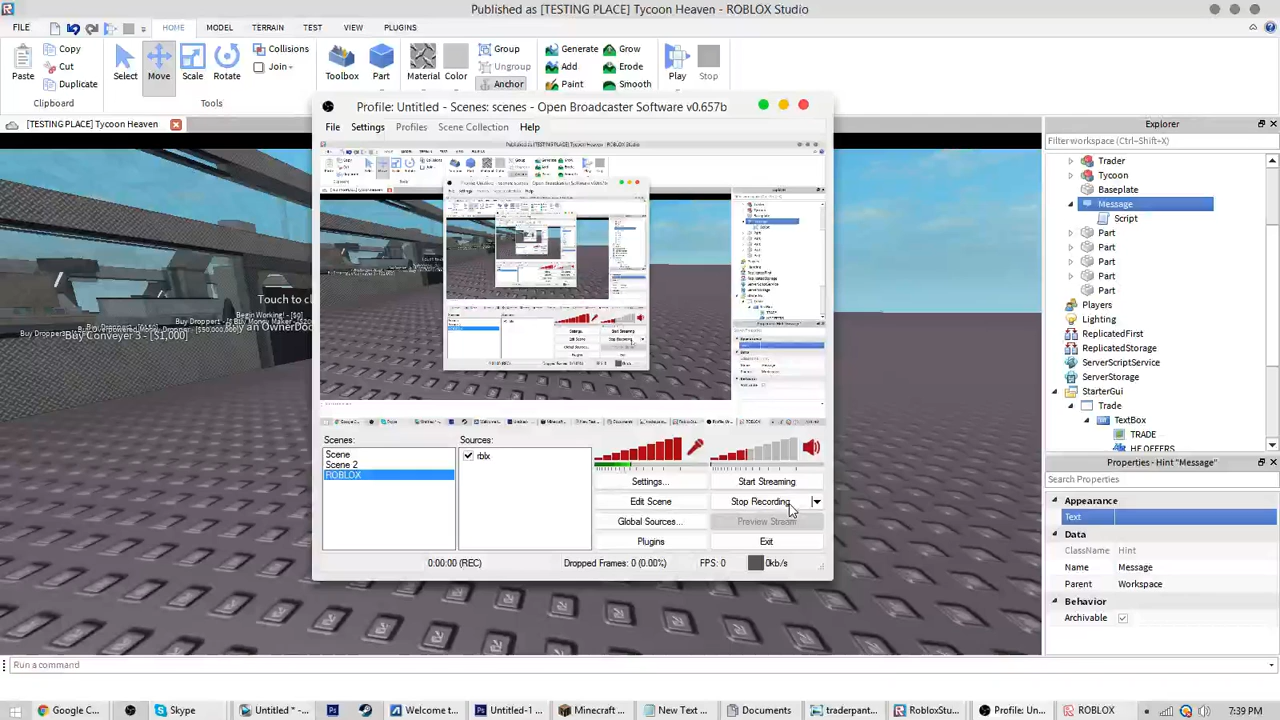 Published as [TESTING PLACE] Tycoon Heaven - ROBLOX Studio
FILE HOME MODEL TERRAIN TEST VIEW PLUGINS
Paste Copy Cut Duplicate Select Move Scale Rotate Collisions Join Toolbox Part Material Color Group Ungroup Anchor Generate Add Paint Grow Erode Smooth Play Stop
Clipboard Tools
[TESTING PLACE] Tycoon Heaven
Profile: Untitled - Scenes: scenes - Open Broadcaster Software v0.657b
File Settings Profiles Scene Collection Help
Touch to cl
Begin Working! - [$0]
Buy Conveyer 3 - [$1,000]
Scenes: Sources:
Scene
Scene 2
ROBLOX
rblx
Settings... Start Streaming
Edit Scene Stop Recording
Global Sources... Preview Stream
Plugins Exit
0:00:00 (REC) Dropped Frames: 0 (0.00%) FPS: 0 0kb/s
Explorer
Filter workspace (Ctrl+Shift+X)
Trader
Tycoon
Baseplate
Message
Script
Part
Part
Part
Part
Part
Players
Lighting
ReplicatedFirst
ReplicatedStorage
ServerScriptService
ServerStorage
StarterGui
Trade
TextBox
TRADE
HE OFFERS
Properties - Hint "Message"
Search Properties
Appearance
Text
Data
ClassName Hint
Name Message
Parent Workspace
Behavior
Archivable
Run a command
Google C... Skype Untitled * -... Welcome t... Untitled-1 ... Minecraft ... New Text ... Documents traderpant... RobloxStu... Profile: Un... ROBLOX 7:39 PM